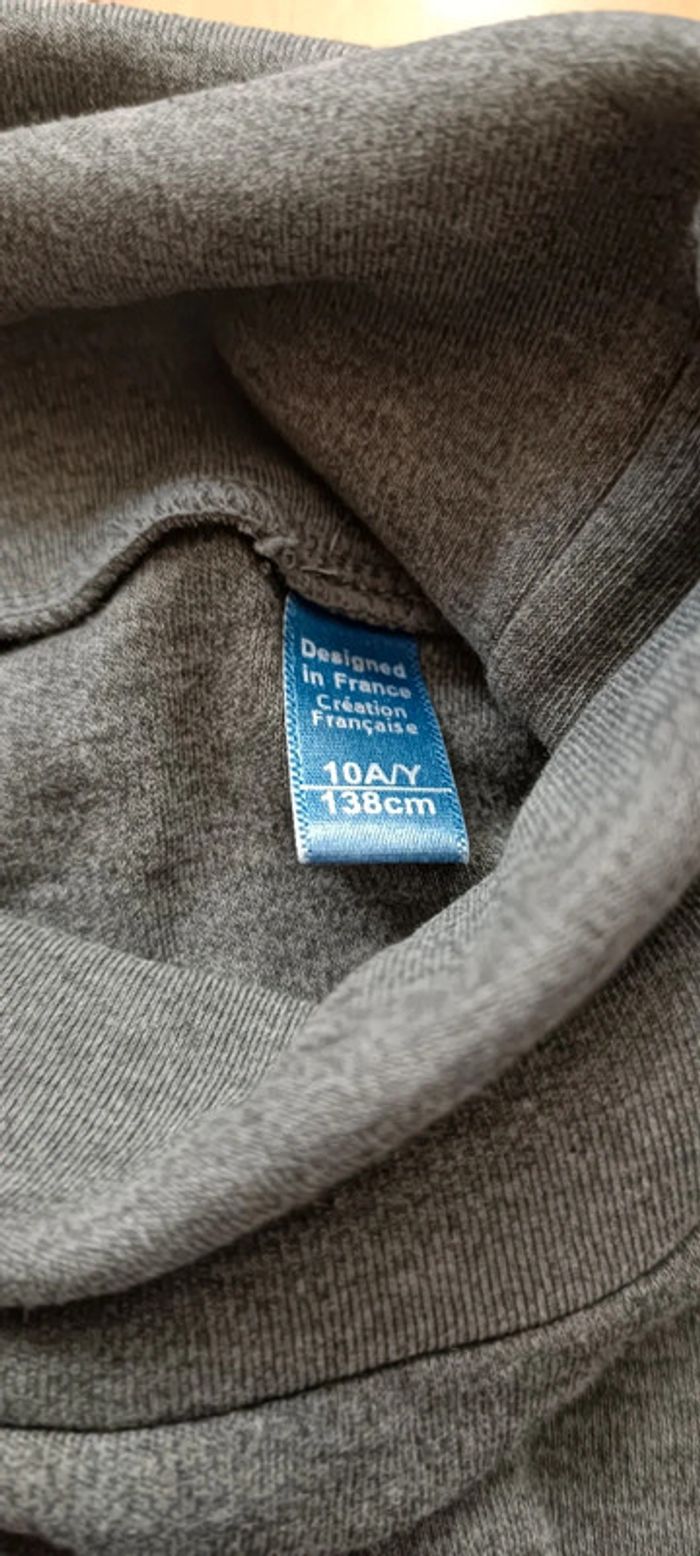 Designed
in France
Création
Française
10A/Y
138cm